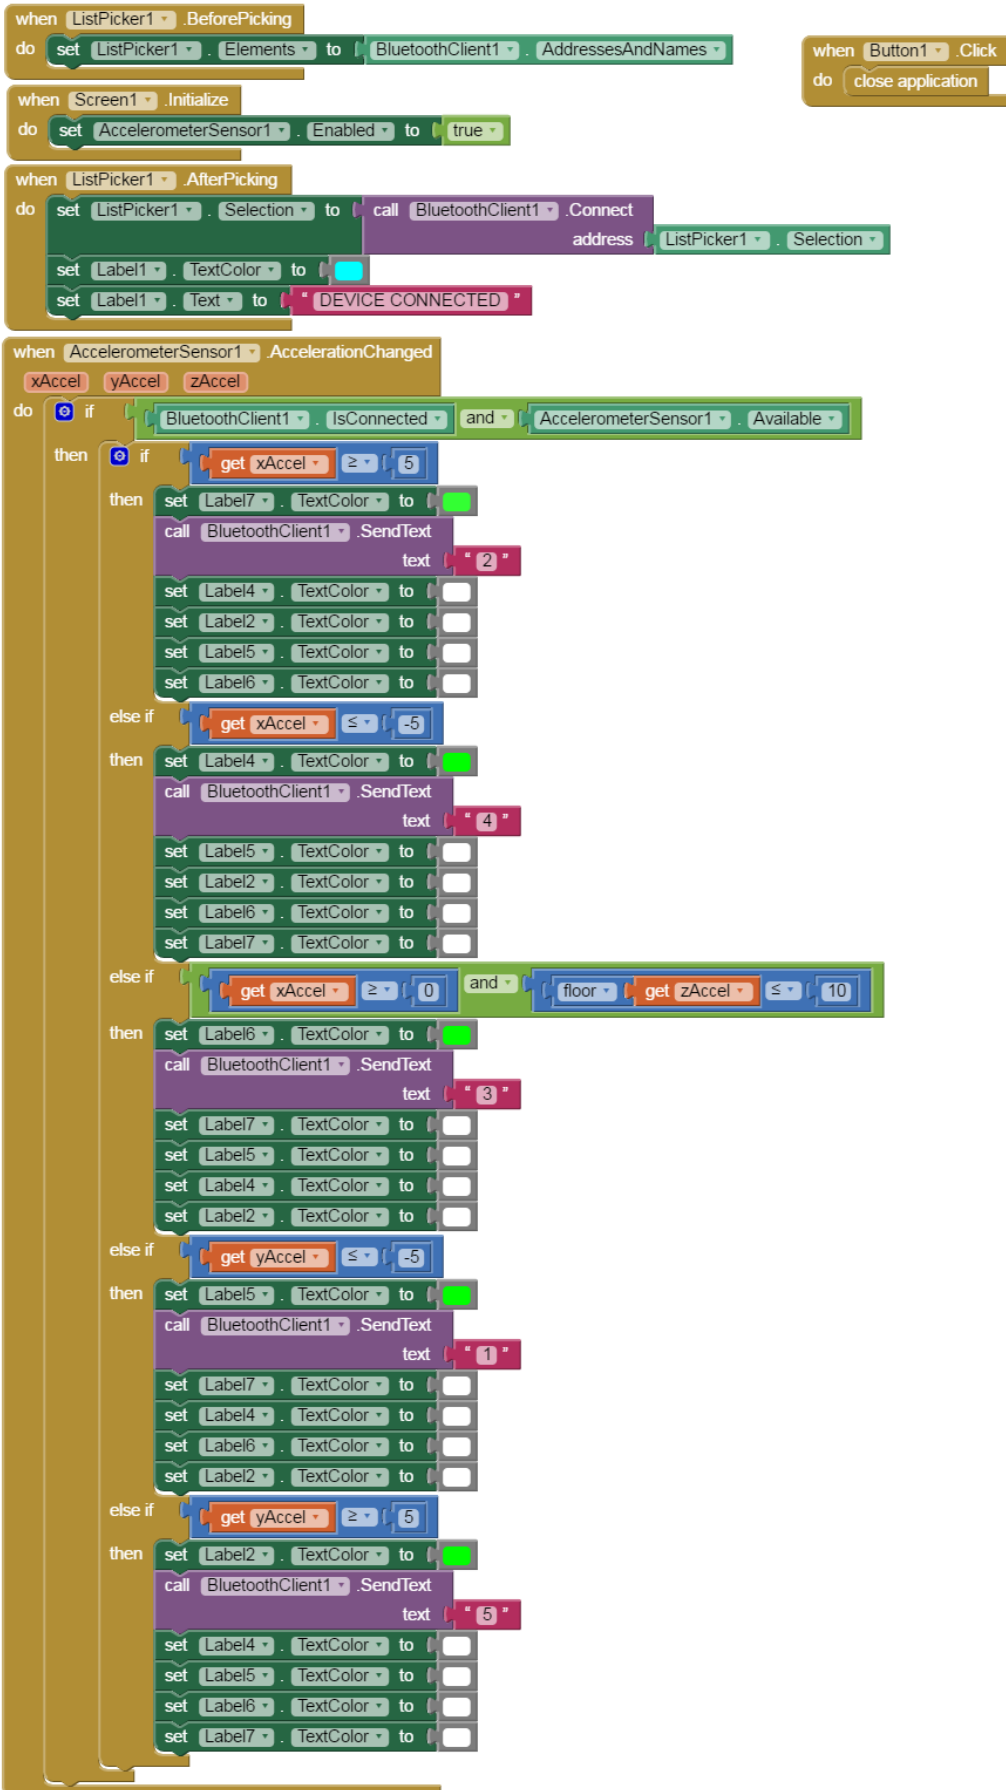 when ListPicker1 .BeforePicking
do set ListPicker1 . Elements to BluetoothClient1 . AddressesAndNames
when Button1 .Click
do close application
when Screen1 .Initialize
do set AccelerometerSensor1 . Enabled to true
when ListPicker1 .AfterPicking
do set ListPicker1 . Selection to call BluetoothClient1 .Connect
address ListPicker1 . Selection
set Label1 . TextColor to
set Label1 . Text to " DEVICE CONNECTED "
when AccelerometerSensor1 .AccelerationChanged
xAccel yAccel zAccel
do if BluetoothClient1 . IsConnected and AccelerometerSensor1 . Available
then if get xAccel ≥ 5
then set Label7 . TextColor to
call BluetoothClient1 .SendText
text " 2 "
set Label4 . TextColor to
set Label2 . TextColor to
set Label5 . TextColor to
set Label6 . TextColor to
else if get xAccel ≤ -5
then set Label4 . TextColor to
call BluetoothClient1 .SendText
text " 4 "
set Label5 . TextColor to
set Label2 . TextColor to
set Label6 . TextColor to
set Label7 . TextColor to
else if get xAccel ≥ 0 and floor get zAccel ≤ 10
then set Label6 . TextColor to
call BluetoothClient1 .SendText
text " 3 "
set Label7 . TextColor to
set Label5 . TextColor to
set Label4 . TextColor to
set Label2 . TextColor to
else if get yAccel ≤ -5
then set Label5 . TextColor to
call BluetoothClient1 .SendText
text " 1 "
set Label7 . TextColor to
set Label4 . TextColor to
set Label6 . TextColor to
set Label2 . TextColor to
else if get yAccel ≥ 5
then set Label2 . TextColor to
call BluetoothClient1 .SendText
text " 5 "
set Label4 . TextColor to
set Label5 . TextColor to
set Label6 . TextColor to
set Label7 . TextColor to